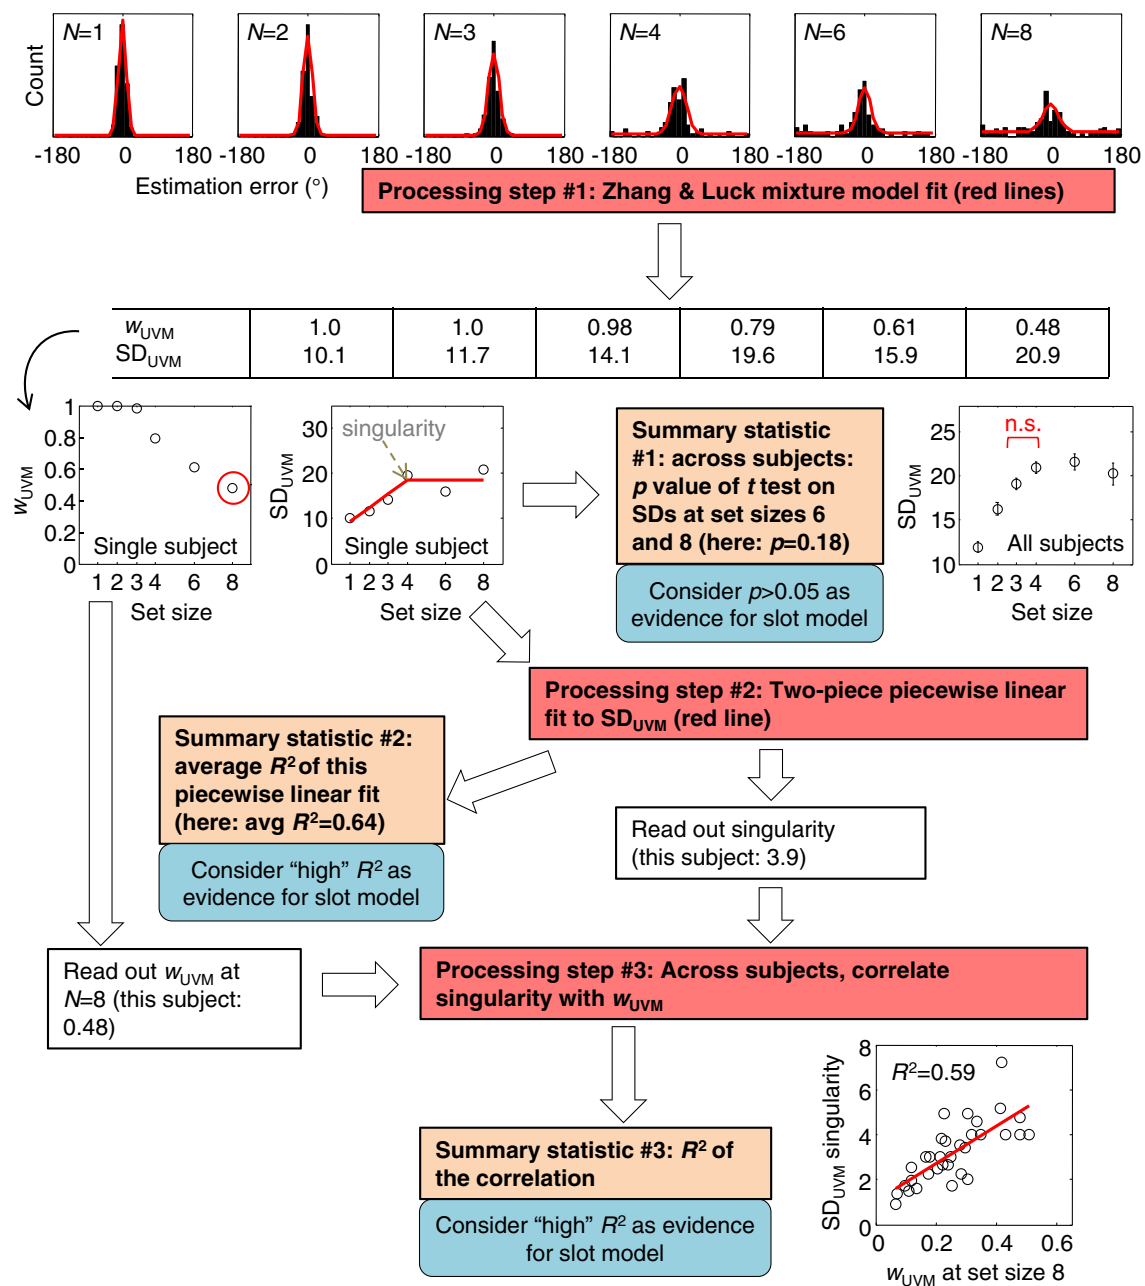 N=1
N=2
N=3
N=4
N=6
N=8
Count
-180 0 180
-180 0 180
-180 0 180
-180 0 180
-180 0 180
-180 0 180
Estimation error (°)
Processing step #1: Zhang & Luck mixture model fit (red lines)
wUVM 1.0 1.0 0.98 0.79 0.61 0.48
SDUVM 10.1 11.7 14.1 19.6 15.9 20.9
wUVM
1
0.8
0.6
0.4
0.2
0
Single subject
1 2 3 4 6 8
Set size
SDUVM
30
20
10
0
singularity
Single subject
1 2 3 4 6 8
Set size
Summary statistic
#1: across subjects:
p value of t test on
SDs at set sizes 6
and 8 (here: p=0.18)
Consider p>0.05 as
evidence for slot model
SDUVM
25
20
15
10
n.s.
All subjects
1 2 3 4 6 8
Set size
Processing step #2: Two-piece piecewise linear
fit to SDUVM (red line)
Summary statistic #2:
average R² of this
piecewise linear fit
(here: avg R²=0.64)
Consider “high” R² as
evidence for slot model
Read out singularity
(this subject: 3.9)
Read out wUVM at
N=8 (this subject:
0.48)
Processing step #3: Across subjects, correlate
singularity with wUVM
Summary statistic #3: R² of
the correlation
Consider “high” R² as evidence
for slot model
SDUVM singularity
8
6
4
2
0
R²=0.59
0 0.2 0.4 0.6
wUVM at set size 8